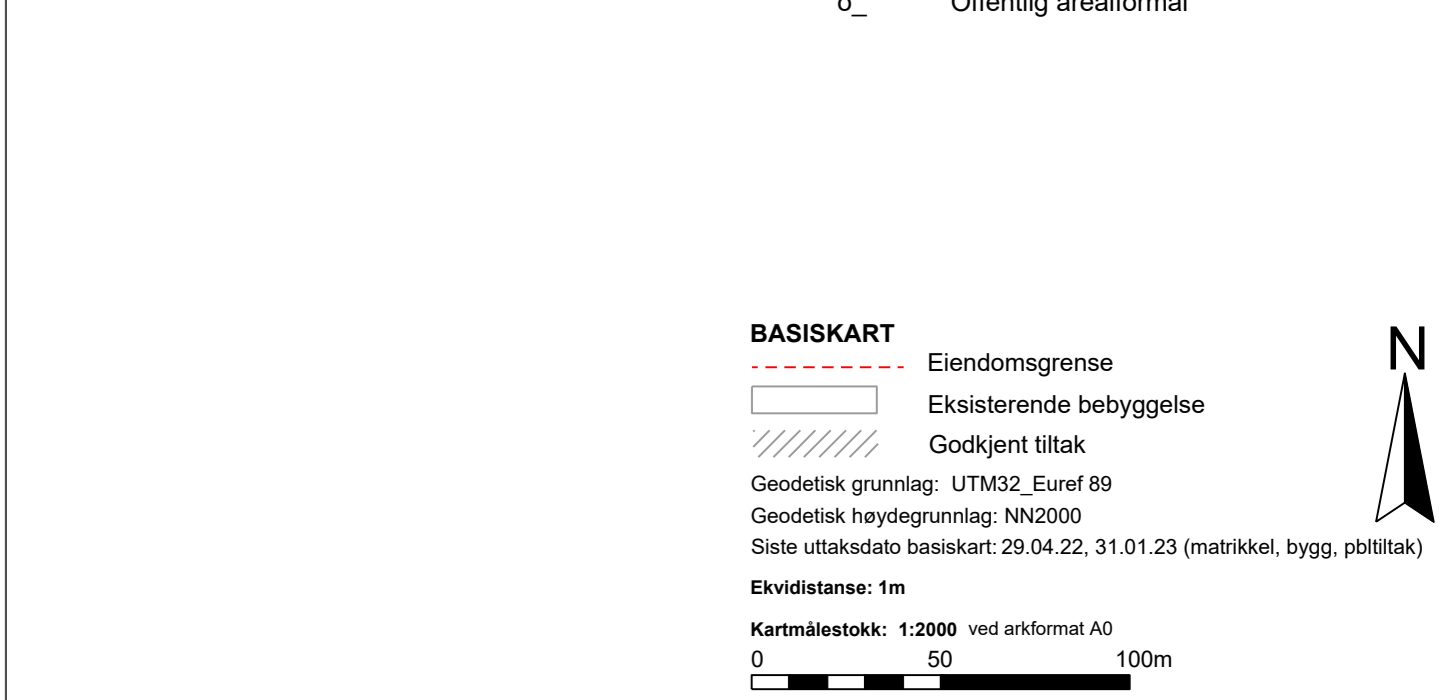 o_ Offentlig arealformål
BASISKART
N
Eiendomsgrense
Eksisterende bebyggelse
Godkjent tiltak
Geodetisk grunnlag: UTM32_Euref 89
Geodetisk høydegrunnlag: NN2000
Siste uttaksdato basiskart: 29.04.22, 31.01.23 (matrikkel, bygg, pbltiltak)
Ekvidistanse: 1m
Kartmålestokk: 1:2000 ved arkformat A0
0 50 100m